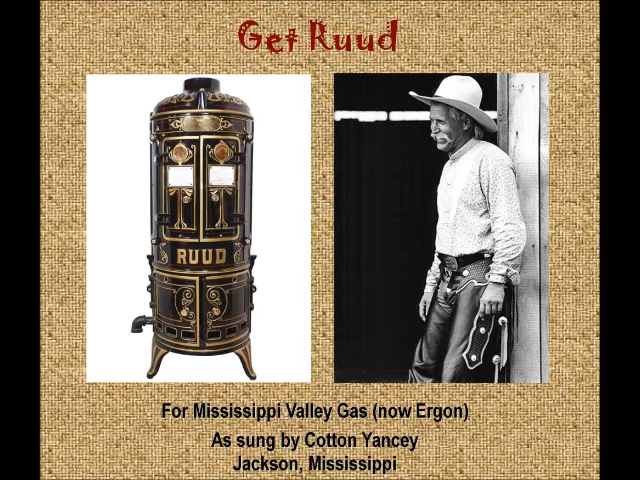 Get Ruud
RUUD
For Mississippi Valley Gas (now Ergon)
As sung by Cotton Yancey
Jackson, Mississippi